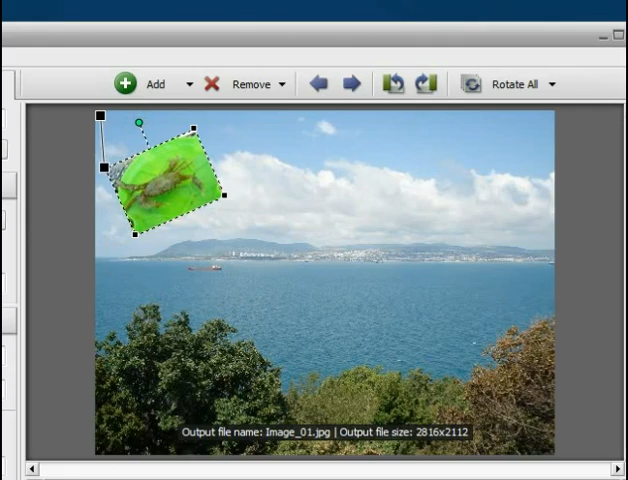 Add Remove Rotate All
Output file name: Image_01.jpg | Output file size: 2816x2112